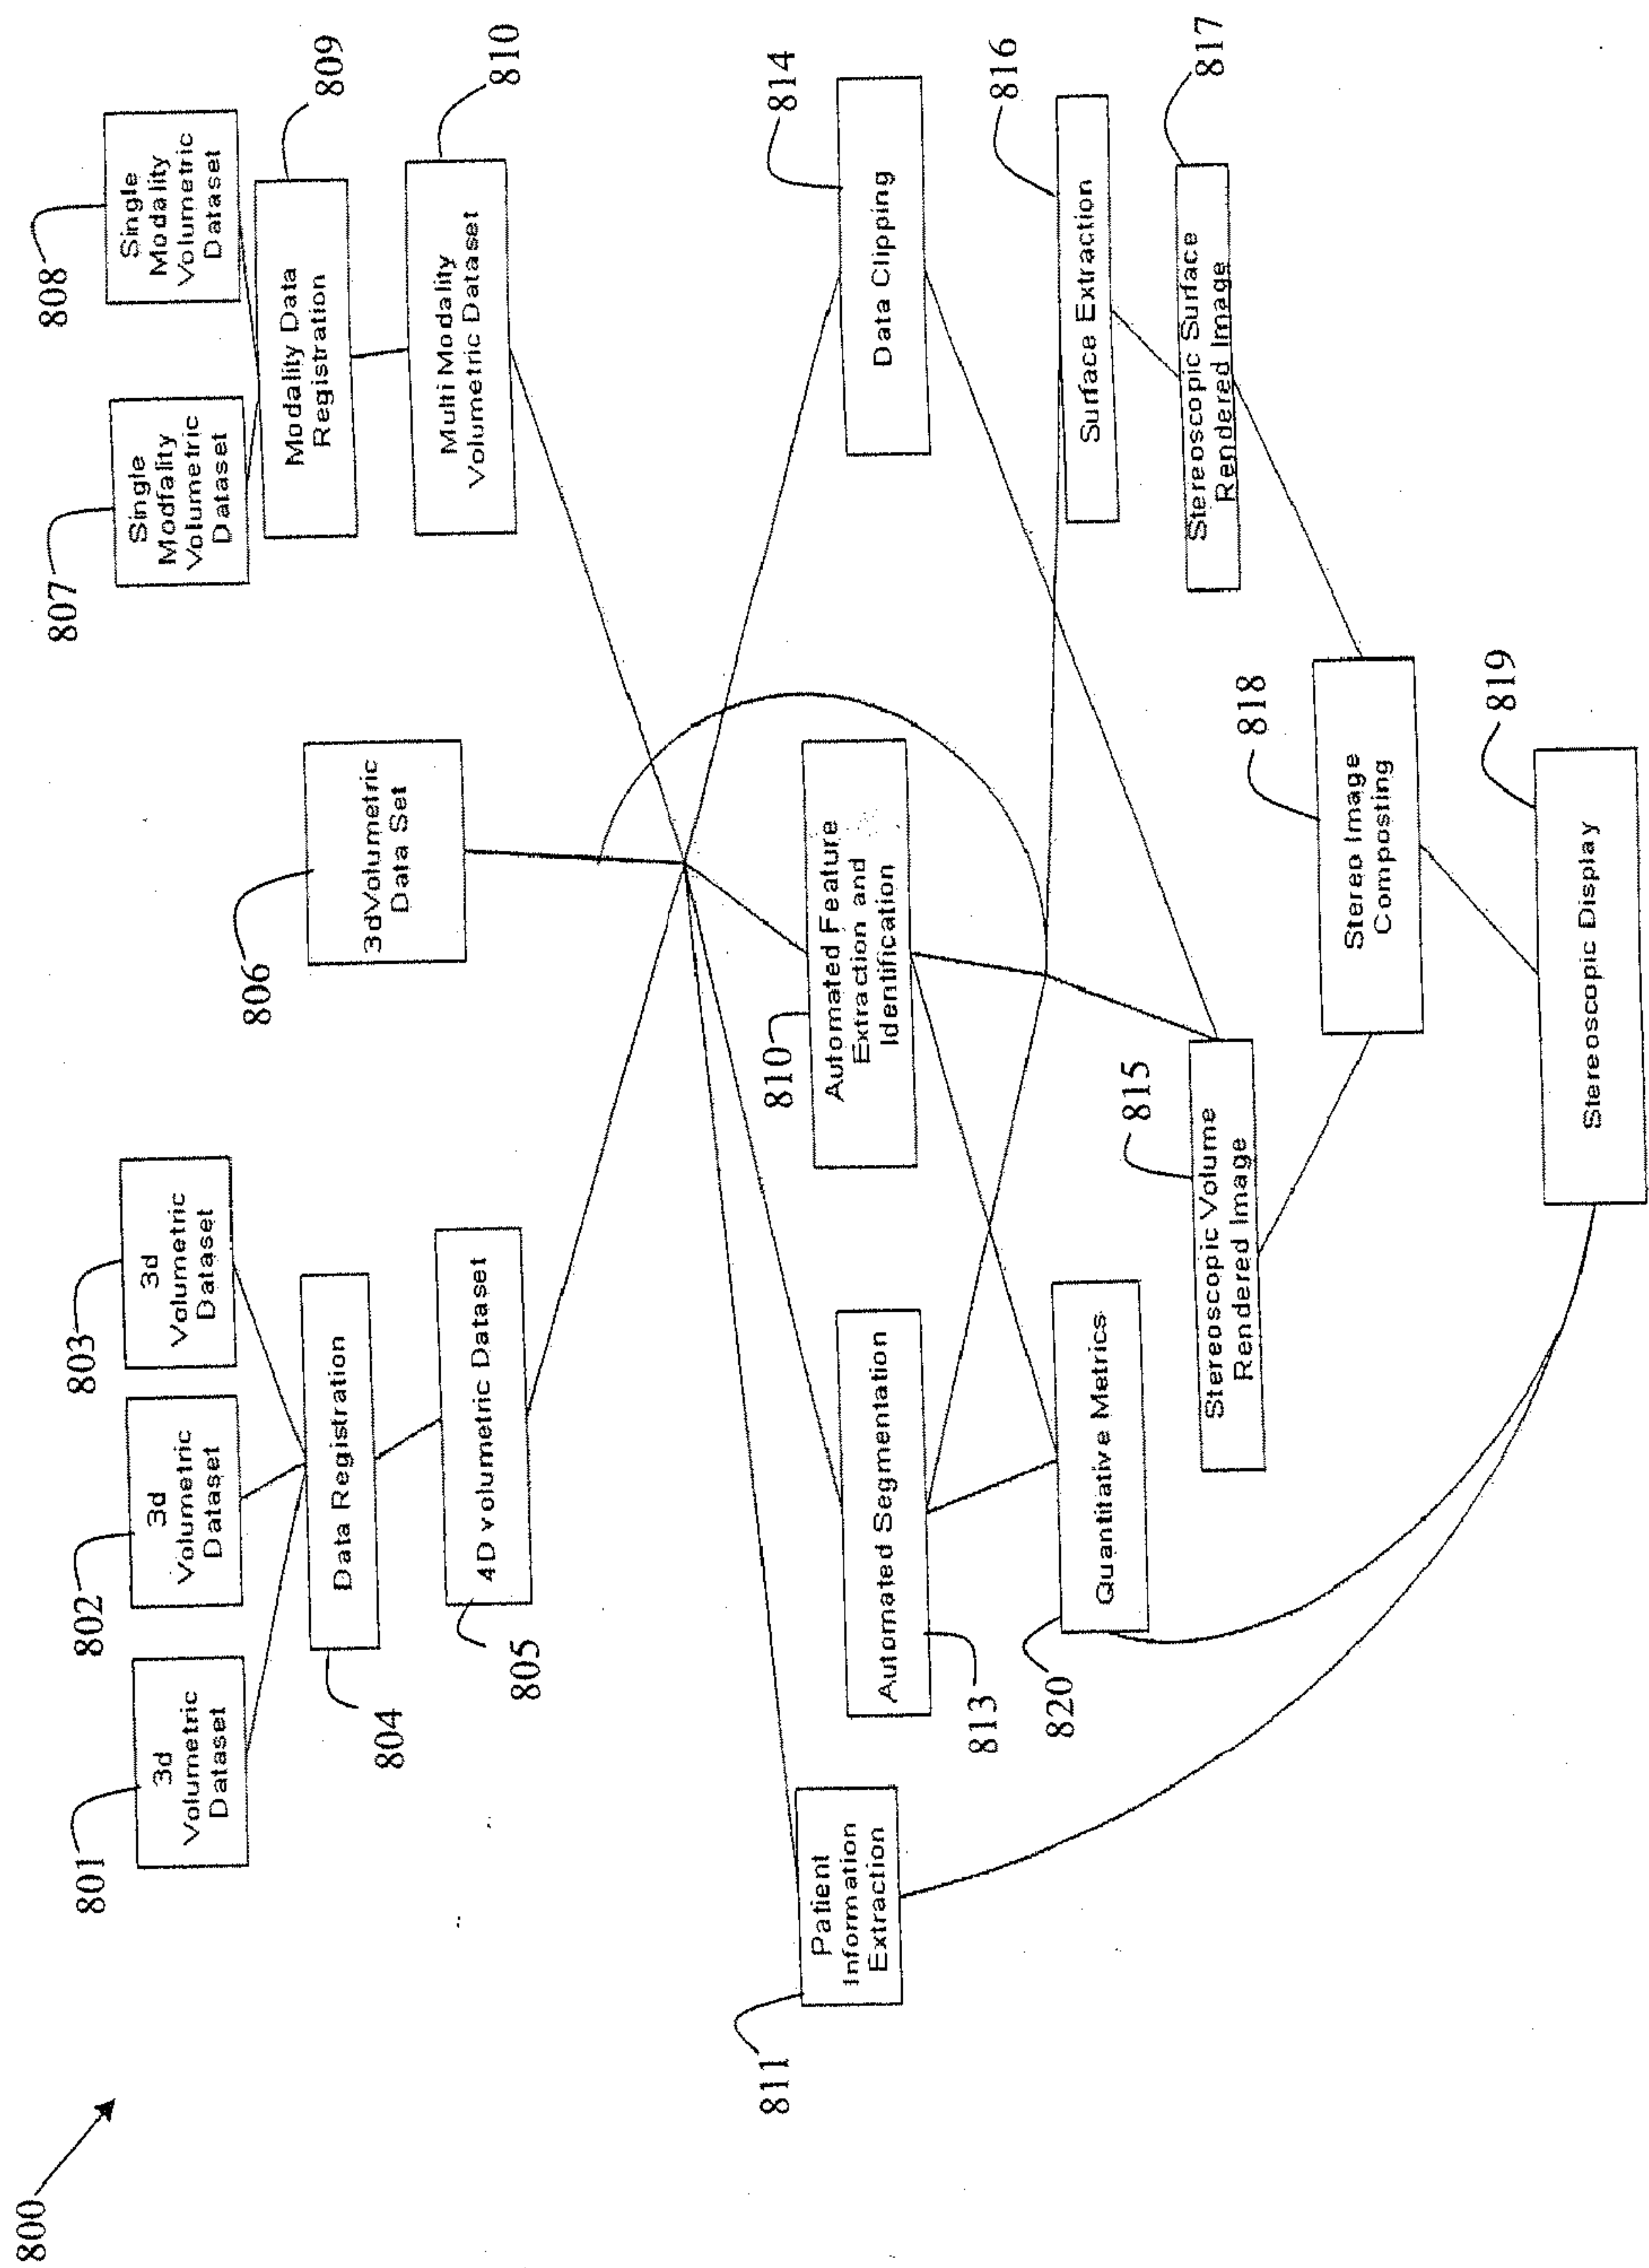 800
801
3d
Volumetric
Dataset
802
3d
Volumetric
Dataset
803
3d
Volumetric
Dataset
804
Data Registration
805
4D volumetric Dataset
806
3dVolumetric
Data Set
807
Single
Modfality
Volumetric
Dataset
808
Single
Modality
Volumetric
Dataset
809
Modality Data
Registration
810
Multi Modality
Volumetric Dataset
811
Patient
Information
Extraction
813
Automated Segmentation
810
Automated Feature
Extraction and
Identification
814
Data Clipping
820
Quantitative Metrics
816
Surface Extraction
815
Stereoscopic Volume
Rendered Image
817
Stereoscopic Surface
Rendered Image
818
Stereo Image
Composting
819
Stereoscopic Display